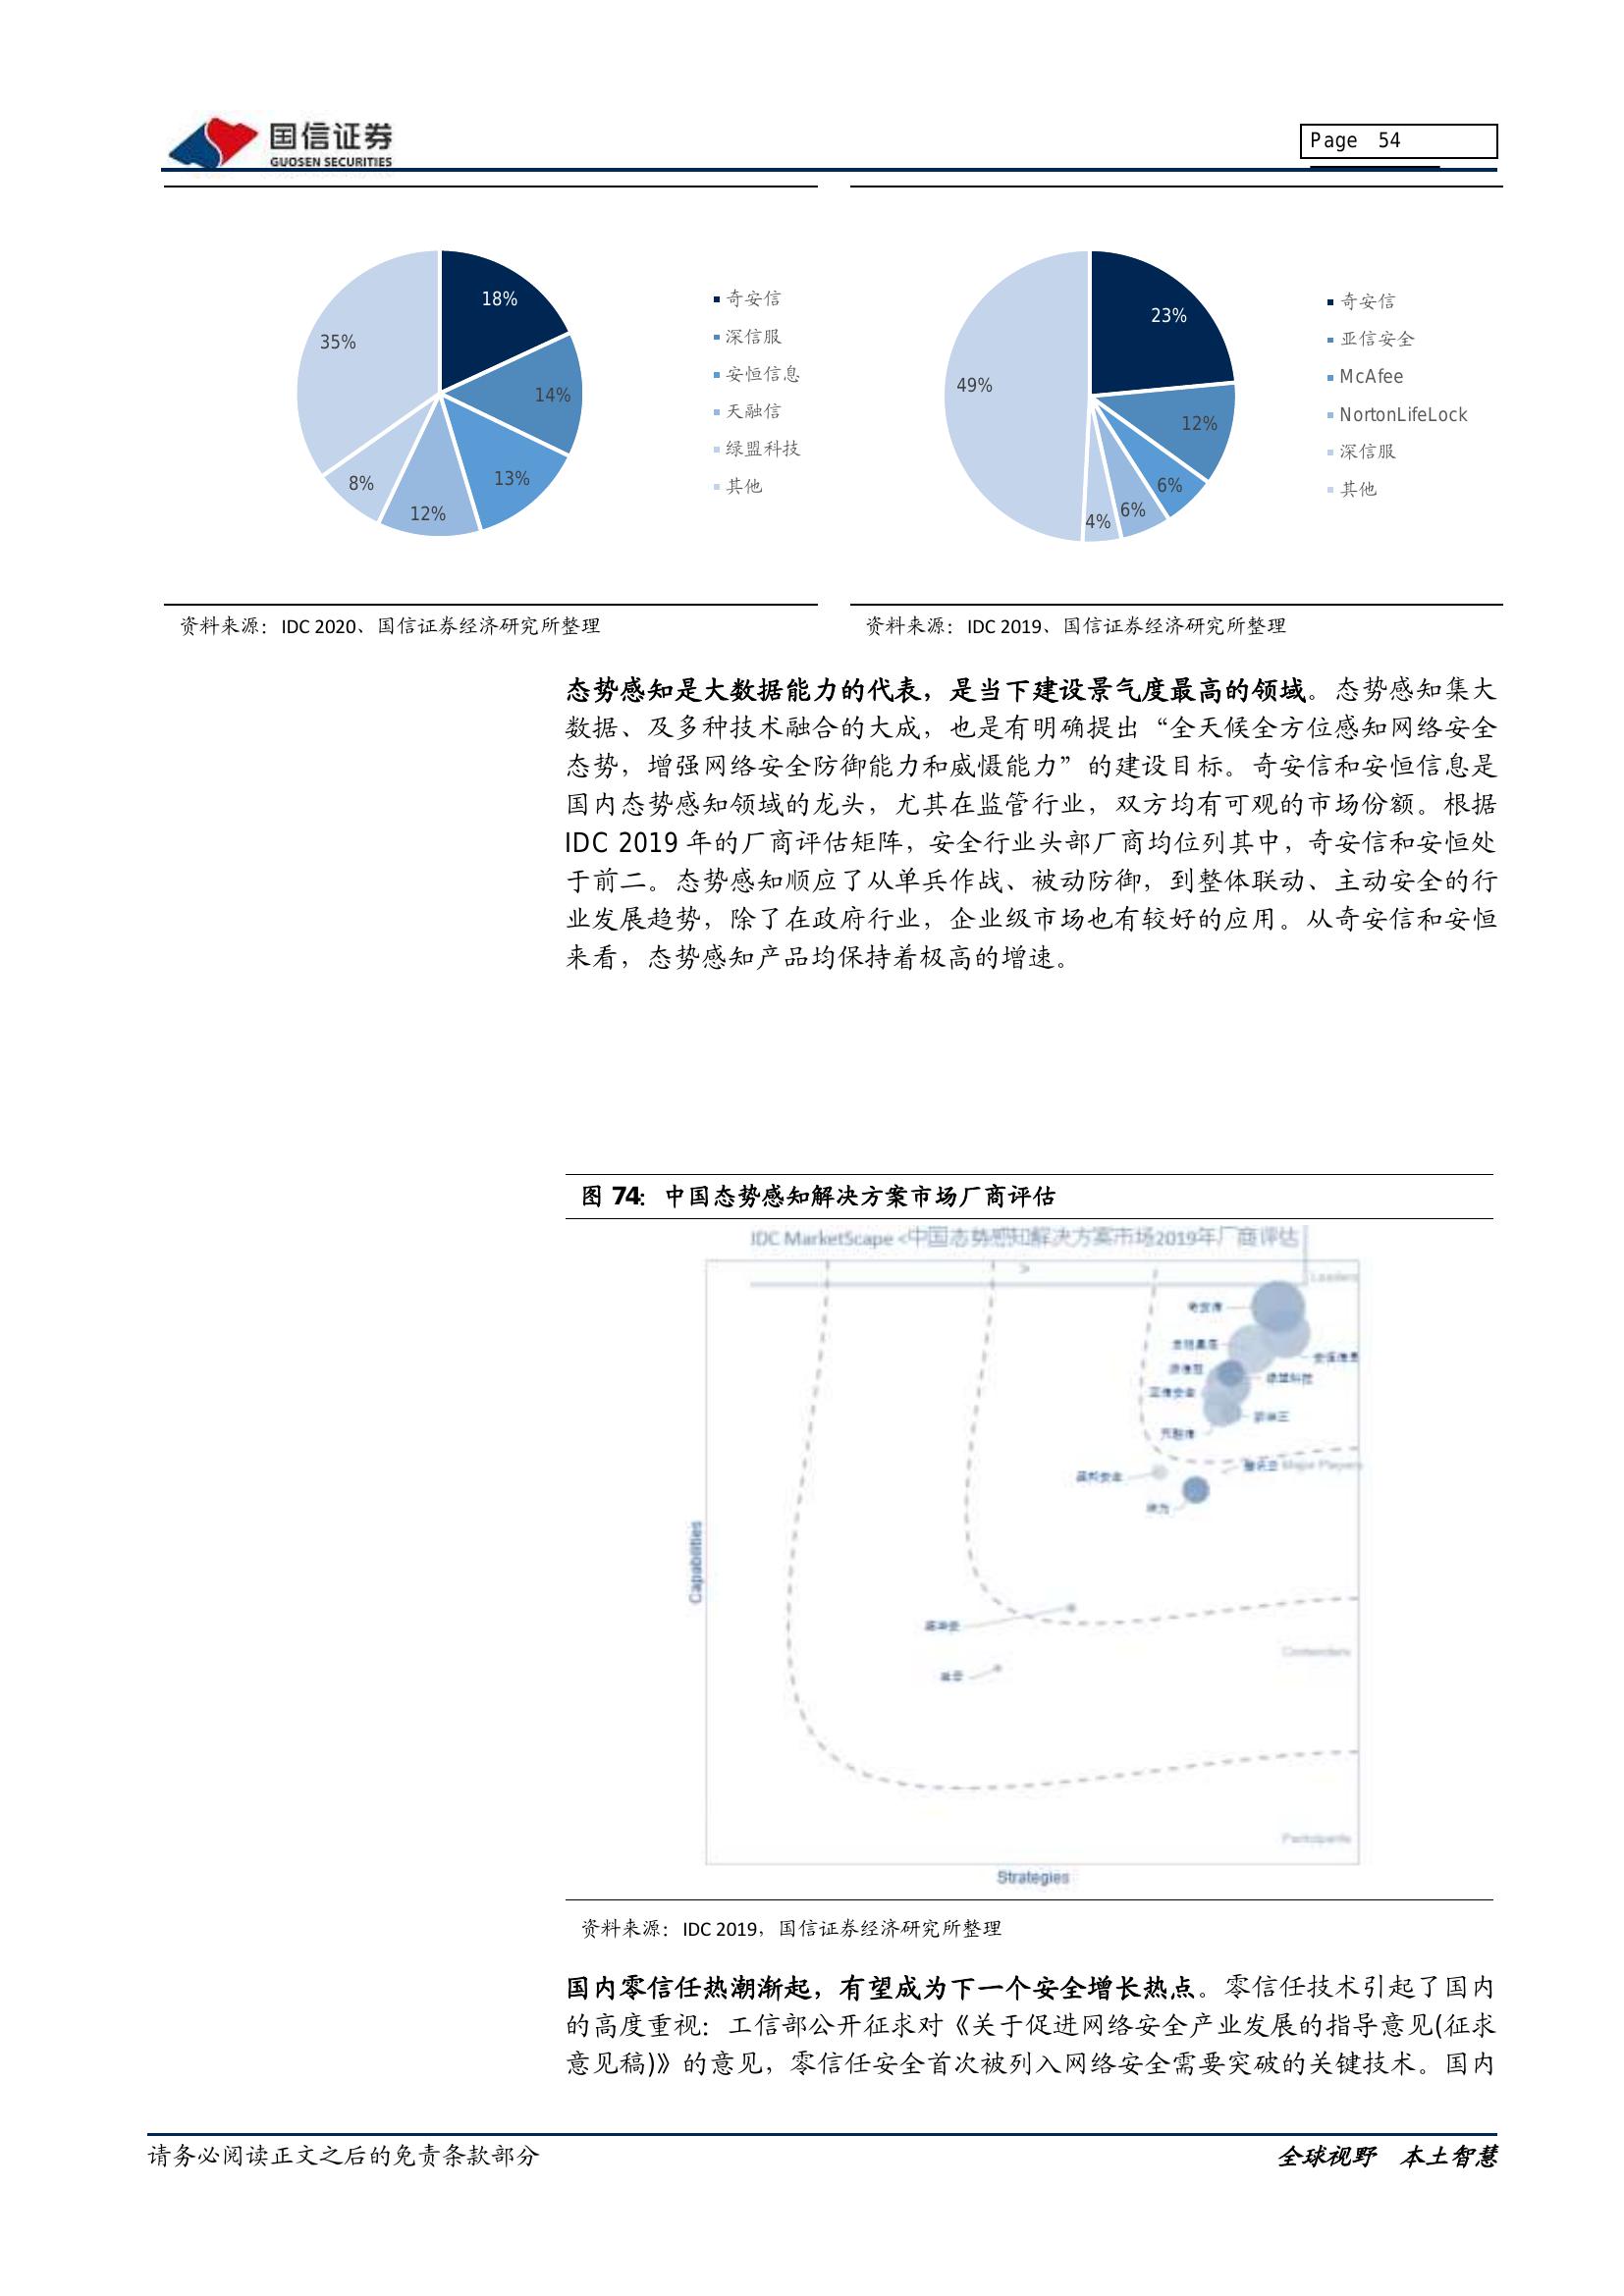 国信证券
GUOSEN SECURITIES
Page 54
18%
14%
13%
12%
8%
35%
奇安信
深信服
安恒信息
天融信
绿盟科技
其他
23%
12%
6%
6%
4%
49%
奇安信
亚信安全
McAfee
NortonLifeLock
深信服
其他
资料来源：IDC 2020、国信证券经济研究所整理
资料来源：IDC 2019、国信证券经济研究所整理
态势感知是大数据能力的代表，是当下建设景气度最高的领域。态势感知集大
数据、及多种技术融合的大成，也是有明确提出“全天候全方位感知网络安全
态势，增强网络安全防御能力和威慑能力”的建设目标。奇安信和安恒信息是
国内态势感知领域的龙头，尤其在监管行业，双方均有可观的市场份额。根据
IDC 2019 年的厂商评估矩阵，安全行业头部厂商均位列其中，奇安信和安恒处
于前二。态势感知顺应了从单兵作战、被动防御，到整体联动、主动安全的行
业发展趋势，除了在政府行业，企业级市场也有较好的应用。从奇安信和安恒
来看，态势感知产品均保持着极高的增速。
图 74：中国态势感知解决方案市场厂商评估
IDC MarketScape <中国态势感知解决方案市场2019年厂商评估
>
Leaders
奇安信
启明星辰
安恒信息
深信服
绿盟科技
亚信安全
新华三
天融信
Major Players
Capabilities
Contenders
Participants
Strategies
资料来源：IDC 2019，国信证券经济研究所整理
国内零信任热潮渐起，有望成为下一个安全增长热点。零信任技术引起了国内
的高度重视：工信部公开征求对《关于促进网络安全产业发展的指导意见(征求
意见稿)》的意见，零信任安全首次被列入网络安全需要突破的关键技术。国内
请务必阅读正文之后的免责条款部分
全球视野 本土智慧